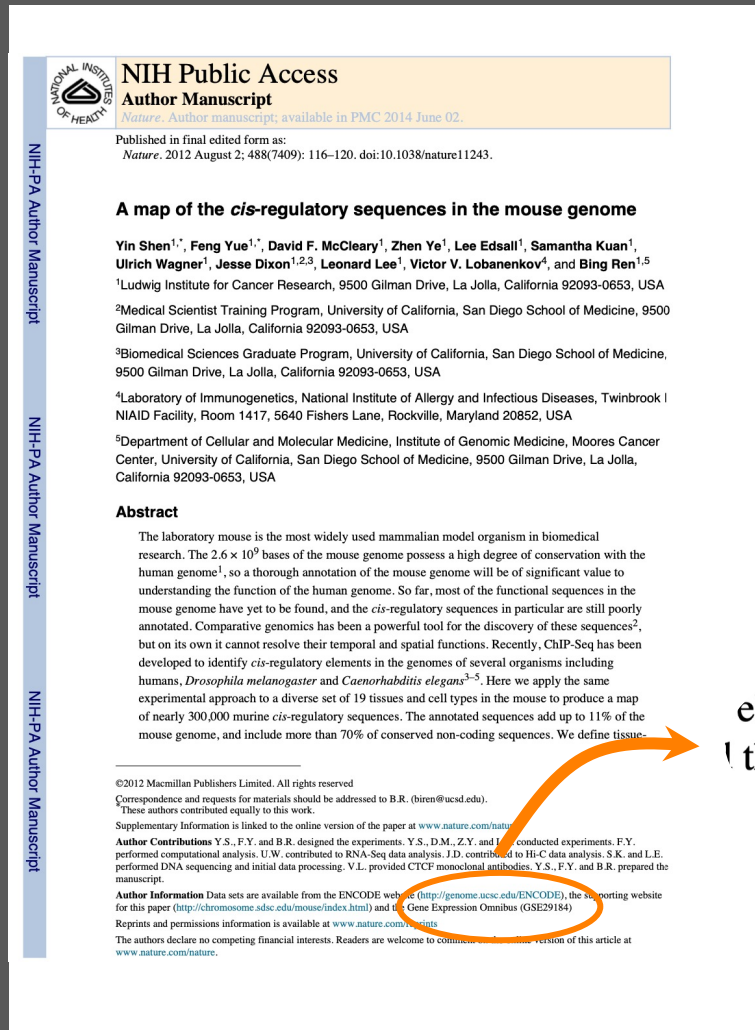 NATIONAL INSTITUTES
OF HEALTH
NIH Public Access
Author Manuscript
Nature. Author manuscript; available in PMC 2014 June 02.
Published in final edited form as:
Nature. 2012 August 2; 488(7409): 116–120. doi:10.1038/nature11243.
A map of the cis-regulatory sequences in the mouse genome
Yin Shen1,*, Feng Yue1,*, David F. McCleary1, Zhen Ye1, Lee Edsall1, Samantha Kuan1,
Ulrich Wagner1, Jesse Dixon1,2,3, Leonard Lee1, Victor V. Lobanenkov4, and Bing Ren1,5
1Ludwig Institute for Cancer Research, 9500 Gilman Drive, La Jolla, California 92093-0653, USA
2Medical Scientist Training Program, University of California, San Diego School of Medicine, 9500
Gilman Drive, La Jolla, California 92093-0653, USA
3Biomedical Sciences Graduate Program, University of California, San Diego School of Medicine,
9500 Gilman Drive, La Jolla, California 92093-0653, USA
4Laboratory of Immunogenetics, National Institute of Allergy and Infectious Diseases, Twinbrook I
NIAID Facility, Room 1417, 5640 Fishers Lane, Rockville, Maryland 20852, USA
5Department of Cellular and Molecular Medicine, Institute of Genomic Medicine, Moores Cancer
Center, University of California, San Diego School of Medicine, 9500 Gilman Drive, La Jolla,
California 92093-0653, USA
Abstract
The laboratory mouse is the most widely used mammalian model organism in biomedical
research. The 2.6 × 10⁹ bases of the mouse genome possess a high degree of conservation with the
human genome1, so a thorough annotation of the mouse genome will be of significant value to
understanding the function of the human genome. So far, most of the functional sequences in the
mouse genome have yet to be found, and the cis-regulatory sequences in particular are still poorly
annotated. Comparative genomics has been a powerful tool for the discovery of these sequences2,
but on its own it cannot resolve their temporal and spatial functions. Recently, ChIP-Seq has been
developed to identify cis-regulatory elements in the genomes of several organisms including
humans, Drosophila melanogaster and Caenorhabditis elegans3–5. Here we apply the same
experimental approach to a diverse set of 19 tissues and cell types in the mouse to produce a map
of nearly 300,000 murine cis-regulatory sequences. The annotated sequences add up to 11% of the
mouse genome, and include more than 70% of conserved non-coding sequences. We define tissue-
©2012 Macmillan Publishers Limited. All rights reserved
Correspondence and requests for materials should be addressed to B.R. (biren@ucsd.edu).
*These authors contributed equally to this work.
Supplementary Information is linked to the online version of the paper at www.nature.com/natu
Author Contributions Y.S., F.Y. and B.R. designed the experiments. Y.S., D.M., Z.Y. and conducted experiments. F.Y.
performed computational analysis. U.W. contributed to RNA-Seq data analysis. J.D. contributed to Hi-C data analysis. S.K. and L.E.
performed DNA sequencing and initial data processing. V.L. provided CTCF monoclonal antibodies. Y.S., F.Y. and B.R. prepared the
manuscript.
Author Information Data sets are available from the ENCODE website (http://genome.ucsc.edu/ENCODE), the supporting website
for this paper (http://chromosome.sdsc.edu/mouse/index.html) and the Gene Expression Omnibus (GSE29184)
Reprints and permissions information is available at www.nature.com/reprints
The authors declare no competing financial interests. Readers are welcome to comment on the online version of this article at
www.nature.com/nature.
NIH-PA Author Manuscript
NIH-PA Author Manuscript
NIH-PA Author Manuscript